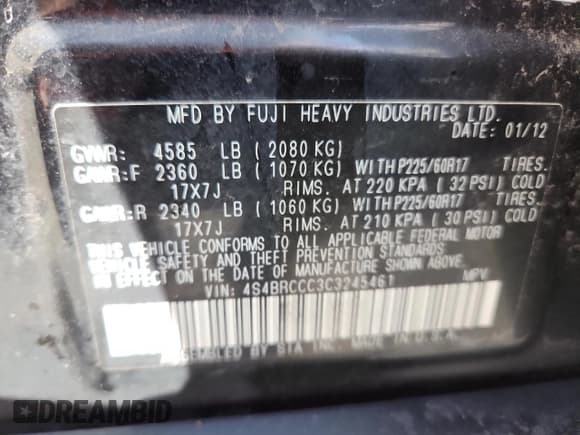 MFD BY FUJI HEAVY INDUSTRIES LTD.
DATE: 01/12
GVWR: 4585 LB ( 2080 KG)
GAWR:F 2360 LB ( 1070 KG) WITH P225/60R17 TIRES.
17X7J RIMS. AT 220 KPA ( 32 PSI) COLD
GAWR:R 2340 LB ( 1060 KG) WITH P225/60R17 TIRES.
17X7J RIMS. AT 210 KPA ( 30 PSI) COLD
THIS VEHICLE CONFORMS TO ALL APPLICABLE FEDERAL MOTOR
VEHICLE SAFETY AND THEFT PREVENTION STANDARDS
IN EFFECT ON THE DATE OF MANUFACTURE SHOWN ABOVE.
VIN: 4S4BRCCC3C3245461 MPV
ASSEMBLED BY SIA INC. MADE IN U.S.A.
DREAMBID